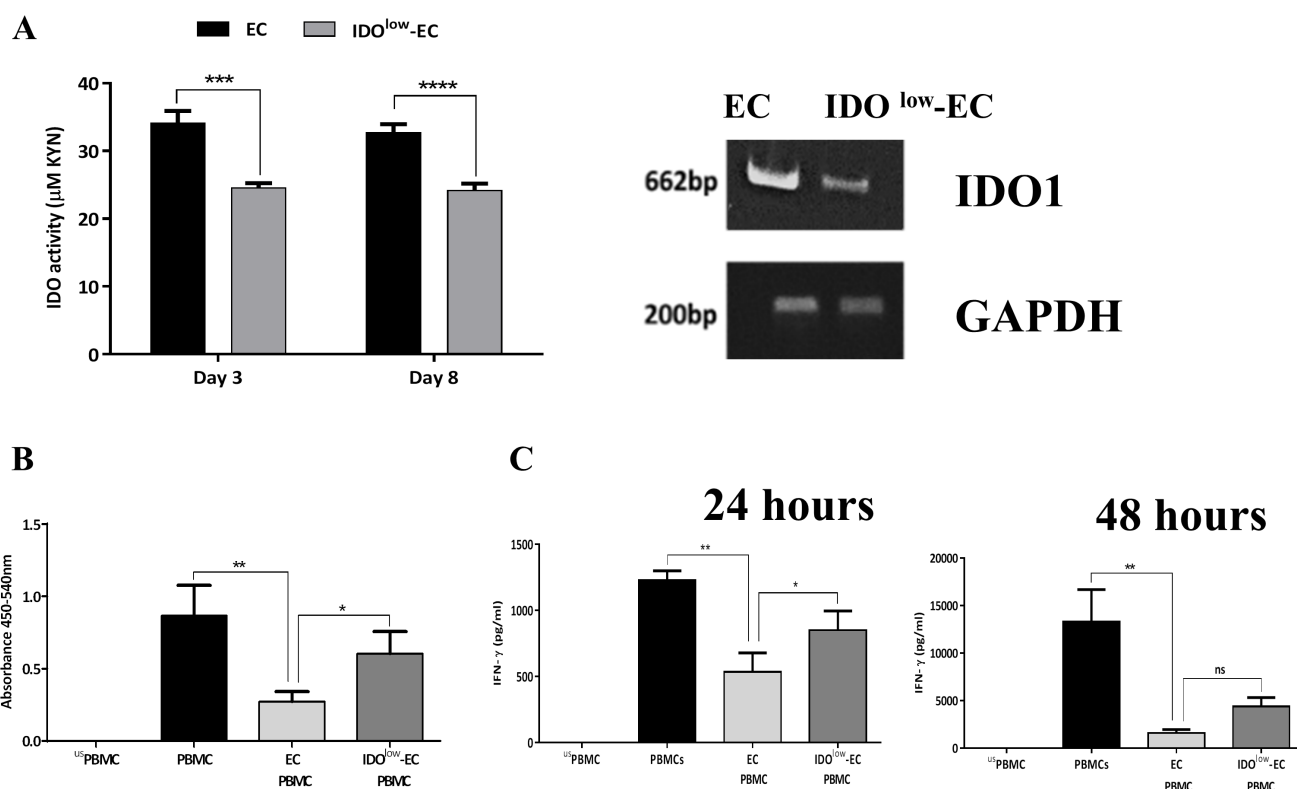 A
EC IDOlow-EC
IDO activity (µM KYN)
40
30
20
10
0
*** ****
Day 3 Day 8
EC IDO low-EC
662bp IDO1
200bp GAPDH
B
Absorbance 450-540nm
1.5
1.0
0.5
0.0
**
*
usPBMC PBMC EC IDOlow-EC
PBMC PBMC
C
24 hours
IFN- γ (pg/ml)
1500
1000
500
0
**
*
usPBMC PBMCs EC IDOlow-EC
PBMC PBMC
48 hours
IFN- γ (pg/ml)
20000
15000
10000
5000
0
**
ns
usPBMC PBMCs EC IDOlow-EC
PBMC PBMC